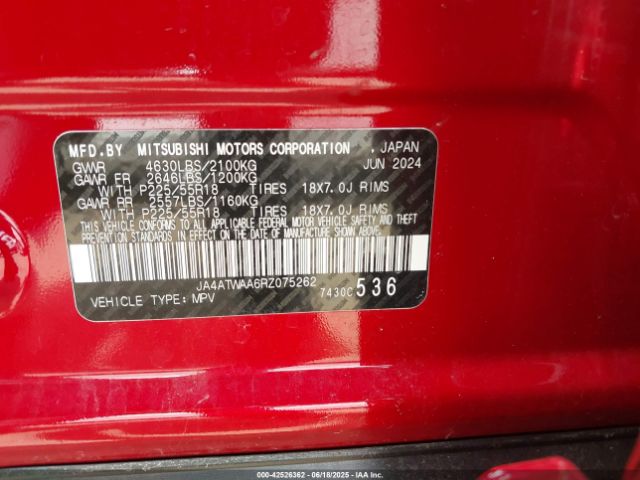 MFD.BY MITSUBISHI MOTORS CORPORATION . JAPAN
GVWR 4630LBS/2100KG JUN 2024
GAWR FR 2646LBS/1200KG
WITH P225/55R18 TIRES 18X7.0J RIMS
GAWR RR 2557LBS/1160KG
WITH P225/55R18 TIRES 18X7.0J RIMS
THIS VEHICLE CONFORMS TO ALL APPLICABLE FEDERAL MOTOR VEHICLE SAFETY, BUMPER, AND THEFT
PREVENTION STANDARDS IN EFFECT ON THE DATE OF MANUFACTURE SHOWN ABOVE.
JA4ATWAA6RZ075262
7430C 536
VEHICLE TYPE: MPV
000-42526362 - 06/18/2025 - IAA Inc.